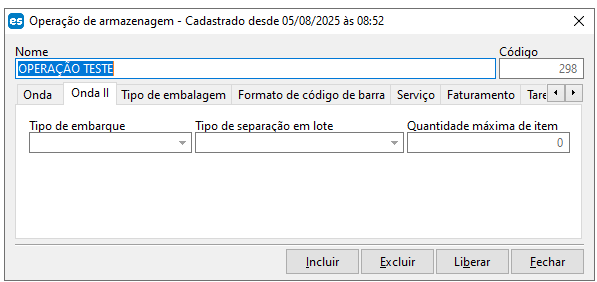 es Operação de armazenagem - Cadastrado desde 05/08/2025 às 08:52
Nome Código
OPERAÇÃO TESTE 298
Onda Onda II Tipo de embalagem Formato de código de barra Serviço Faturamento Tare
Tipo de embarque Tipo de separação em lote Quantidade máxima de item
0
Incluir Excluir Liberar Fechar